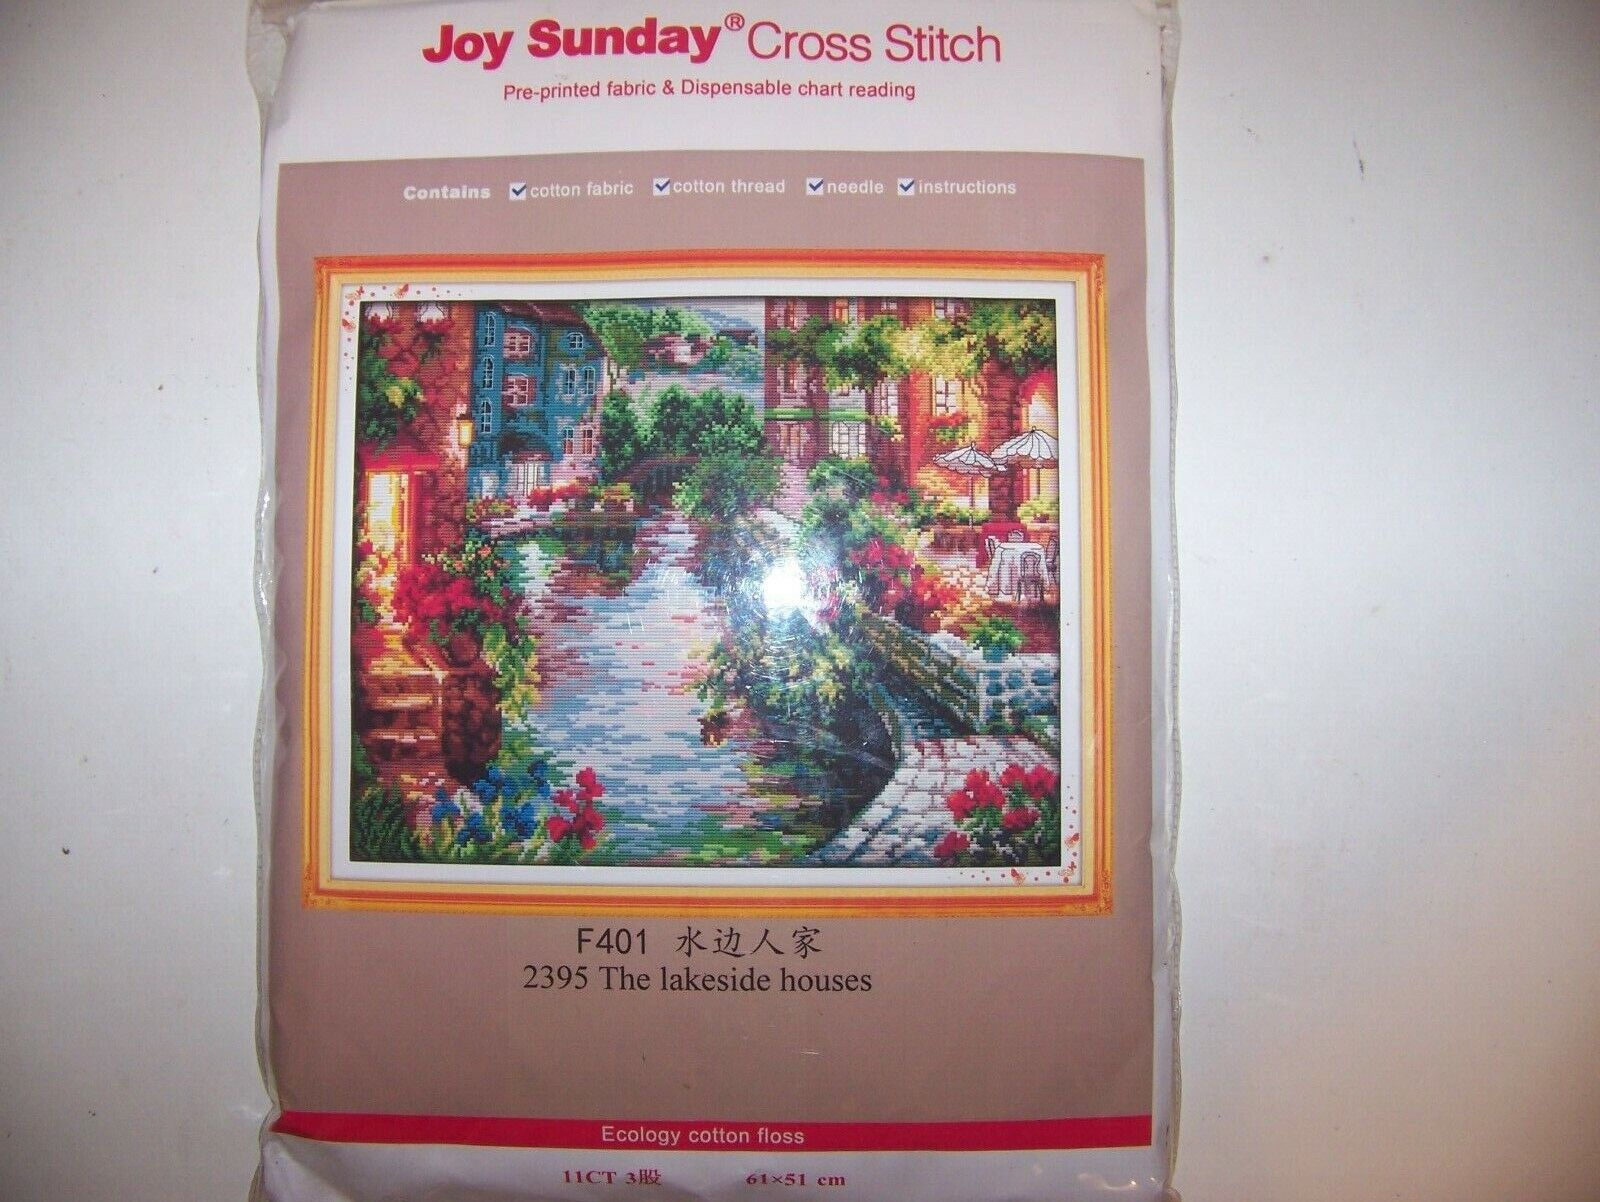 Joy Sunday® Cross Stitch
Pre-printed fabric & Dispensable chart reading
Contains cotton fabric cotton thread needle instructions
F401 水边人家
2395 The lakeside houses
Ecology cotton floss
11CT 3股 61×51 cm